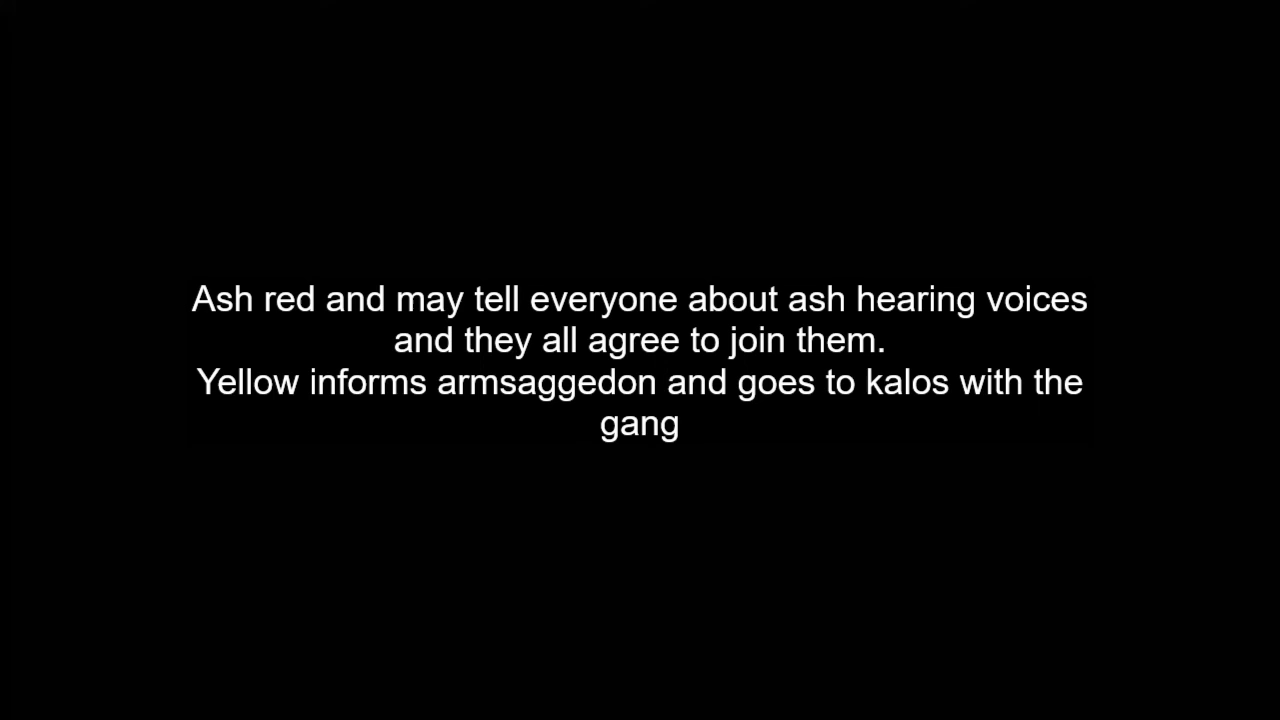 Ash red and may tell everyone about ash hearing voices
and they all agree to join them.
Yellow informs armsaggedon and goes to kalos with the
gang